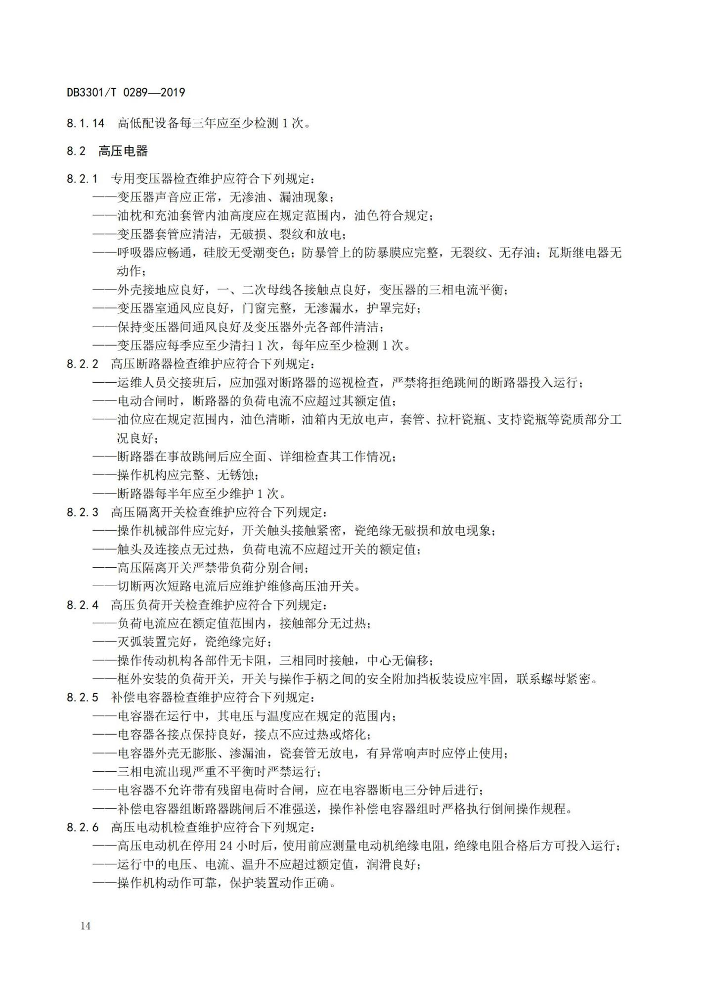 DB3301/T 0289—2019
8.1.14 高低配设备每三年应至少检测 1 次。
8.2 高压电器
8.2.1 专用变压器检查维护应符合下列规定：
——变压器声音应正常，无渗油、漏油现象；
——油枕和充油套管内油高度应在规定范围内，油色符合规定；
——变压器套管应清洁，无破损、裂纹和放电；
——呼吸器应畅通，硅胶无受潮变色；防暴管上的防暴膜应完整，无裂纹、无存油；瓦斯继电器无
动作；
——外壳接地应良好，一、二次母线各接触点良好，变压器的三相电流平衡；
——变压器室通风应良好，门窗完整，无渗漏水，护罩完好；
——保持变压器间通风良好及变压器外壳各部件清洁；
——变压器应每季应至少清扫 1 次，每年应至少检测 1 次。
8.2.2 高压断路器检查维护应符合下列规定：
——运维人员交接班后，应加强对断路器的巡视检查，严禁将拒绝跳闸的断路器投入运行；
——电动合闸时，断路器的负荷电流不应超过其额定值；
——油位应在规定范围内，油色清晰，油箱内无放电声，套管、拉杆瓷瓶、支持瓷瓶等瓷质部分工
况良好；
——断路器在事故跳闸后应全面、详细检查其工作情况；
——操作机构应完整、无锈蚀；
——断路器每半年应至少维护 1 次。
8.2.3 高压隔离开关检查维护应符合下列规定：
——操作机械部件应完好，开关触头接触紧密，瓷绝缘无破损和放电现象；
——触头及连接点无过热，负荷电流不应超过开关的额定值；
——高压隔离开关严禁带负荷分别合闸；
——切断两次短路电流后应维护维修高压油开关。
8.2.4 高压负荷开关检查维护应符合下列规定：
——负荷电流应在额定值范围内，接触部分无过热；
——灭弧装置完好，瓷绝缘完好；
——操作传动机构各部件无卡阻，三相同时接触，中心无偏移；
——框外安装的负荷开关，开关与操作手柄之间的安全附加挡板装设应牢固，联系螺母紧密。
8.2.5 补偿电容器检查维护应符合下列规定：
——电容器在运行中，其电压与温度应在规定的范围内；
——电容器各接点保持良好，接点不应过热或熔化；
——电容器外壳无膨胀、渗漏油，瓷套管无放电，有异常响声时应停止使用；
——三相电流出现严重不平衡时严禁运行；
——电容器不允许带有残留电荷时合闸，应在电容器断电三分钟后进行；
——补偿电容器组断路器跳闸后不准强送，操作补偿电容器组时严格执行倒闸操作规程。
8.2.6 高压电动机检查维护应符合下列规定：
——高压电动机在停用 24 小时后，使用前应测量电动机绝缘电阻，绝缘电阻合格后方可投入运行；
——运行中的电压、电流、温升不应超过额定值，润滑良好；
——操作机构动作可靠，保护装置动作正确。
14